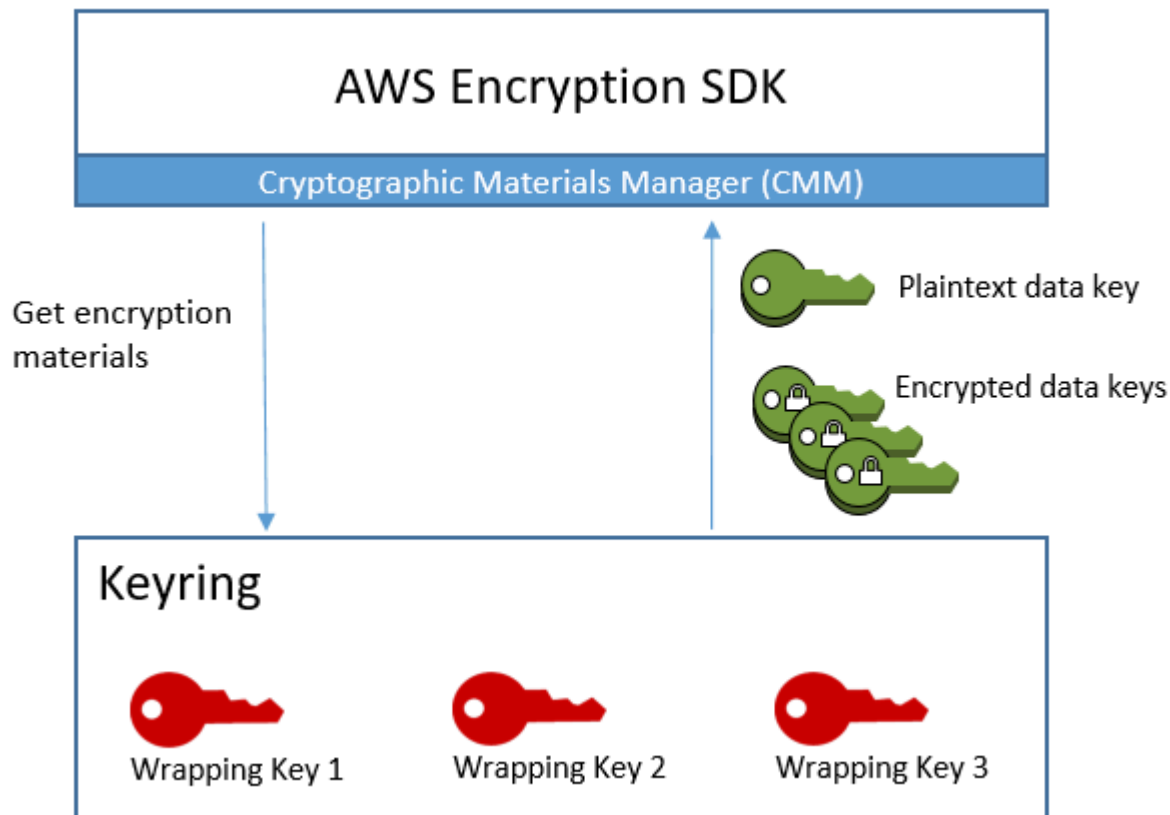 AWS Encryption SDK
Cryptographic Materials Manager (CMM)
Get encryption
materials
Plaintext data key
Encrypted data keys
Keyring
Wrapping Key 1
Wrapping Key 2
Wrapping Key 3